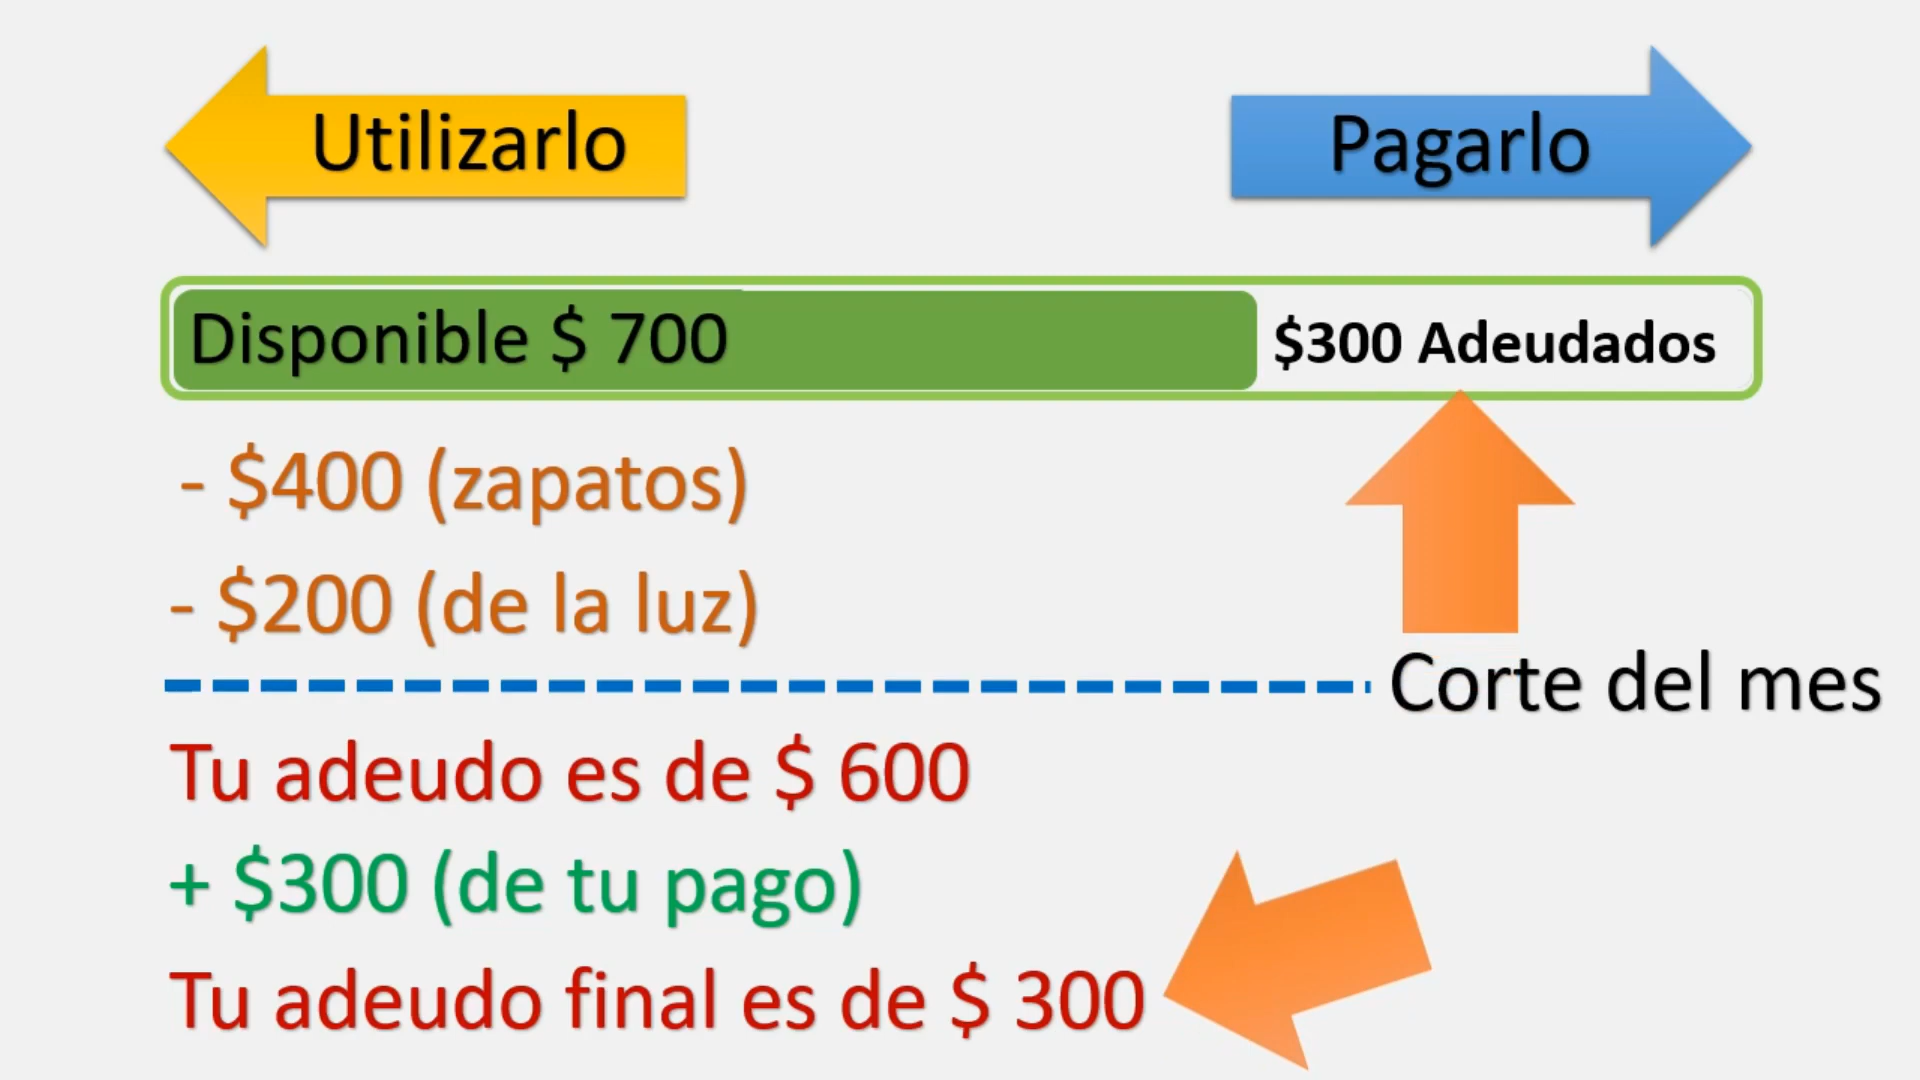 Utilizarlo
Pagarlo
Disponible $ 700
$300 Adeudados
- $400 (zapatos)
- $200 (de la luz)
Corte del mes
Tu adeudo es de $ 600
+ $300 (de tu pago)
Tu adeudo final es de $ 300